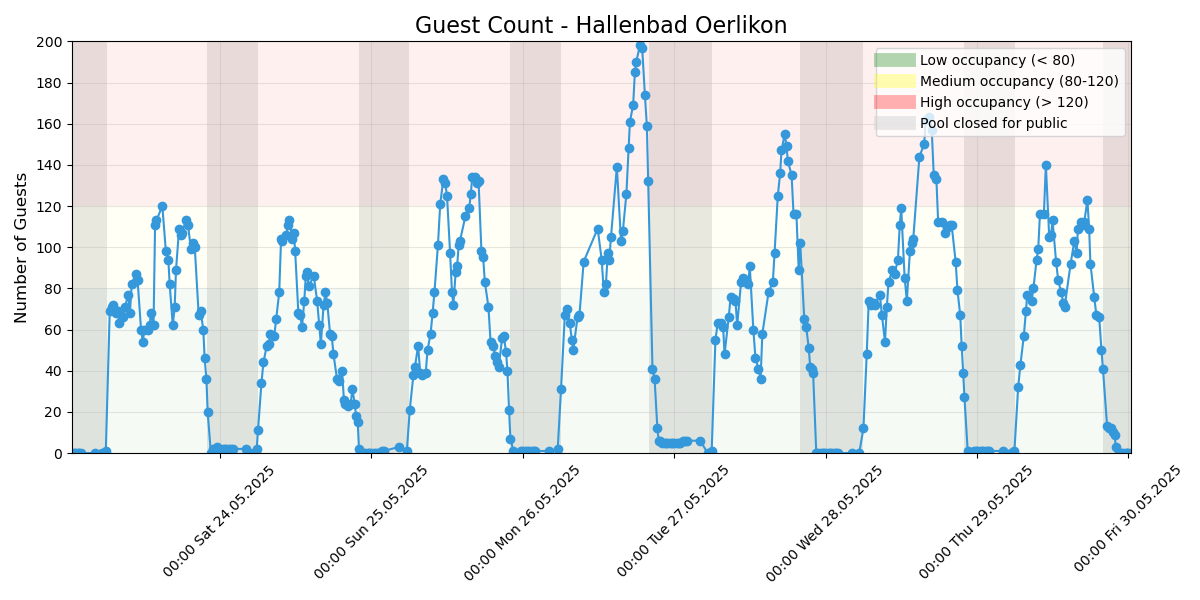 Guest Count - Hallenbad Oerlikon
Number of Guests
200
180
160
140
120
100
80
60
40
20
0
Low occupancy (< 80)
Medium occupancy (80-120)
High occupancy (> 120)
Pool closed for public
00:00 Sat 24.05.2025
00:00 Sun 25.05.2025
00:00 Mon 26.05.2025
00:00 Tue 27.05.2025
00:00 Wed 28.05.2025
00:00 Thu 29.05.2025
00:00 Fri 30.05.2025